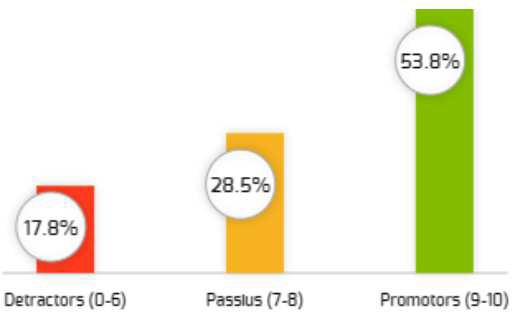 53.8%
28.5%
17.8%
Detractors (0-6)
Passius (7-8)
Promotors (9-10)